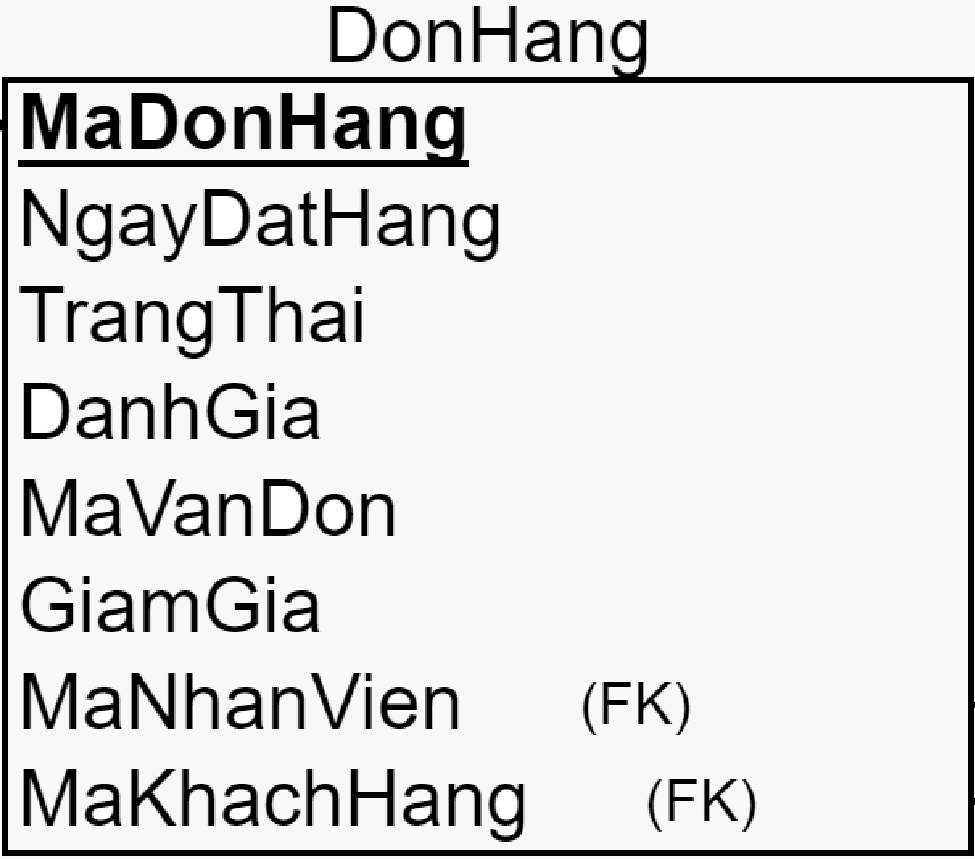 DonHang
MaDonHang
NgayDatHang
TrangThai
DanhGia
MaVanDon
GiamGia
MaNhanVien (FK)
MaKhachHang (FK)